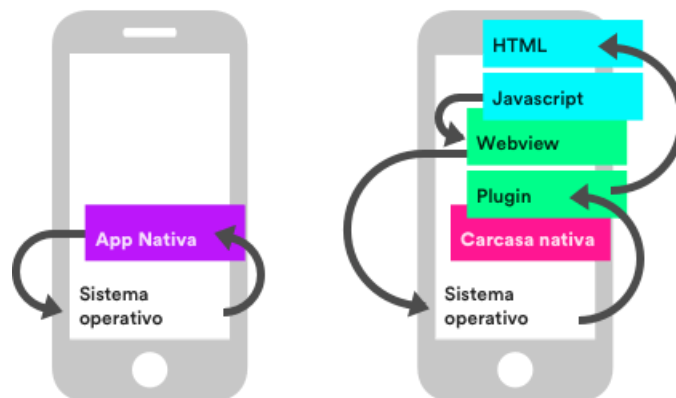 App Nativa
Sistema
operativo
HTML
Javascript
Webview
Plugin
Carcasa nativa
Sistema
operativo